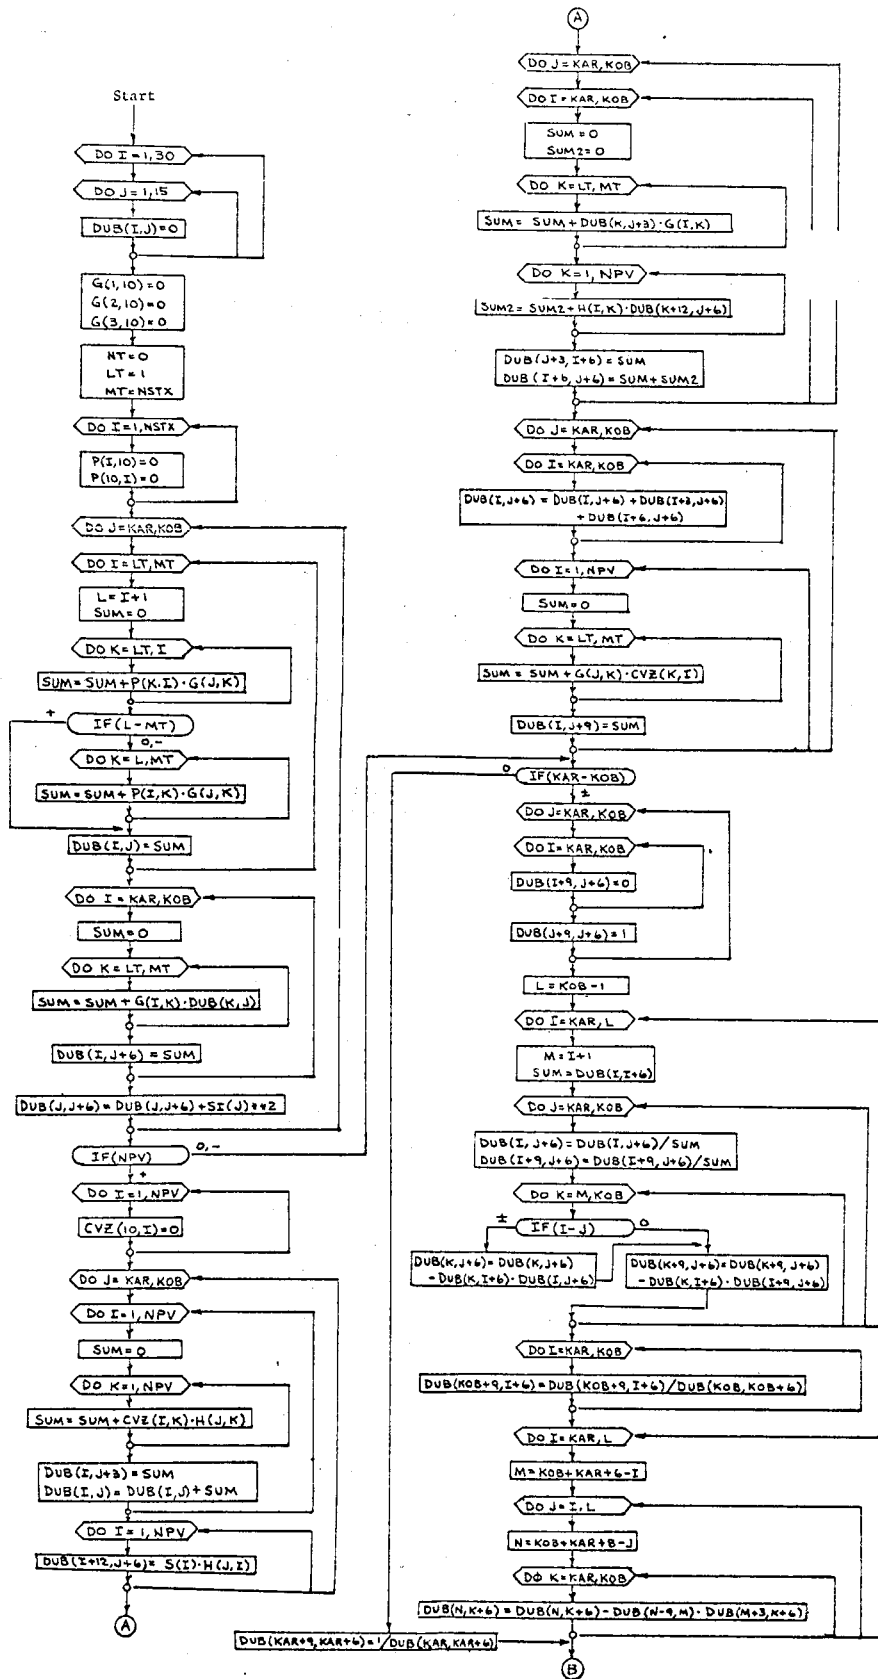 Start
DO I=1,30
DO J=1,15
DUB(I,J)=0
G(1,10)=0
G(2,10)=0
G(3,10)=0
NT=0
LT=1
MT=NSTX
DO I=1,NSTX
P(I,10)=0
P(10,I)=0
DO J=KAR,KOB
DO I=LT,MT
L=I+1
SUM=0
DO K=LT,I
SUM=SUM+P(K,I)·G(J,K)
+
IF(L-MT)
0,-
DO K=L,MT
SUM=SUM+P(I,K)·G(J,K)
DUB(I,J)=SUM
DO I=KAR,KOB
SUM=0
DO K=LT,MT
SUM=SUM+G(I,K)·DUB(K,J)
DUB(I,J+6)=SUM
DUB(J,J+6)=DUB(J,J+6)+SI(J)**2
IF(NPV)
0,-
+
DO I=1,NPV
CVZ(10,I)=0
DO J=KAR,KOB
DO I=1,NPV
SUM=0
DO K=1,NPV
SUM=SUM+CVZ(I,K)·H(J,K)
DUB(I,J+3)=SUM
DUB(I,J)=DUB(I,J)+SUM
DO I=1,NPV
DUB(I+12,J+6)=S(I)·H(J,I)
A
A
DO J=KAR,KOB
DO I=KAR,KOB
SUM=0
SUM2=0
DO K=LT,MT
SUM=SUM+DUB(K,J+3)·G(I,K)
DO K=1,NPV
SUM2=SUM2+H(I,K)·DUB(K+12,J+6)
DUB(J+3,I+6)=SUM
DUB(I+6,J+6)=SUM+SUM2
DO J=KAR,KOB
DO I=KAR,KOB
DUB(I,J+6)=DUB(I,J+6)+DUB(I+3,J+6)
+DUB(I+6,J+6)
DO I=1,NPV
SUM=0
DO K=LT,MT
SUM=SUM+G(J,K)·CVZ(K,I)
DUB(I,J+9)=SUM
0
IF(KAR-KOB)
±
DO J=KAR,KOB
DO I=KAR,KOB
DUB(I+9,J+6)=0
DUB(J+9,J+6)=1
L=KOB-1
DO I=KAR,L
M=I+1
SUM=DUB(I,I+6)
DO J=KAR,KOB
DUB(I,J+6)=DUB(I,J+6)/SUM
DUB(I+9,J+6)=DUB(I+9,J+6)/SUM
DO K=M,KOB
±
IF(I-J)
0
DUB(K,J+6)=DUB(K,J+6)
-DUB(K,I+6)·DUB(I,J+6)
DUB(K+9,J+6)=DUB(K+9,J+6)
-DUB(K,I+6)·DUB(I+9,J+6)
DO I=KAR,KOB
DUB(KOB+9,I+6)=DUB(KOB+9,I+6)/DUB(KOB,KOB+6)
DO I=KAR,L
M=KOB+KAR+6-I
DO J=I,L
N=KOB+KAR+8-J
DØ K=KAR,KOB
DUB(N,K+6)=DUB(N,K+6)-DUB(N-9,M)·DUB(M+3,K+6)
DUB(KAR+9,KAR+6)=1/DUB(KAR,KAR+6)
B